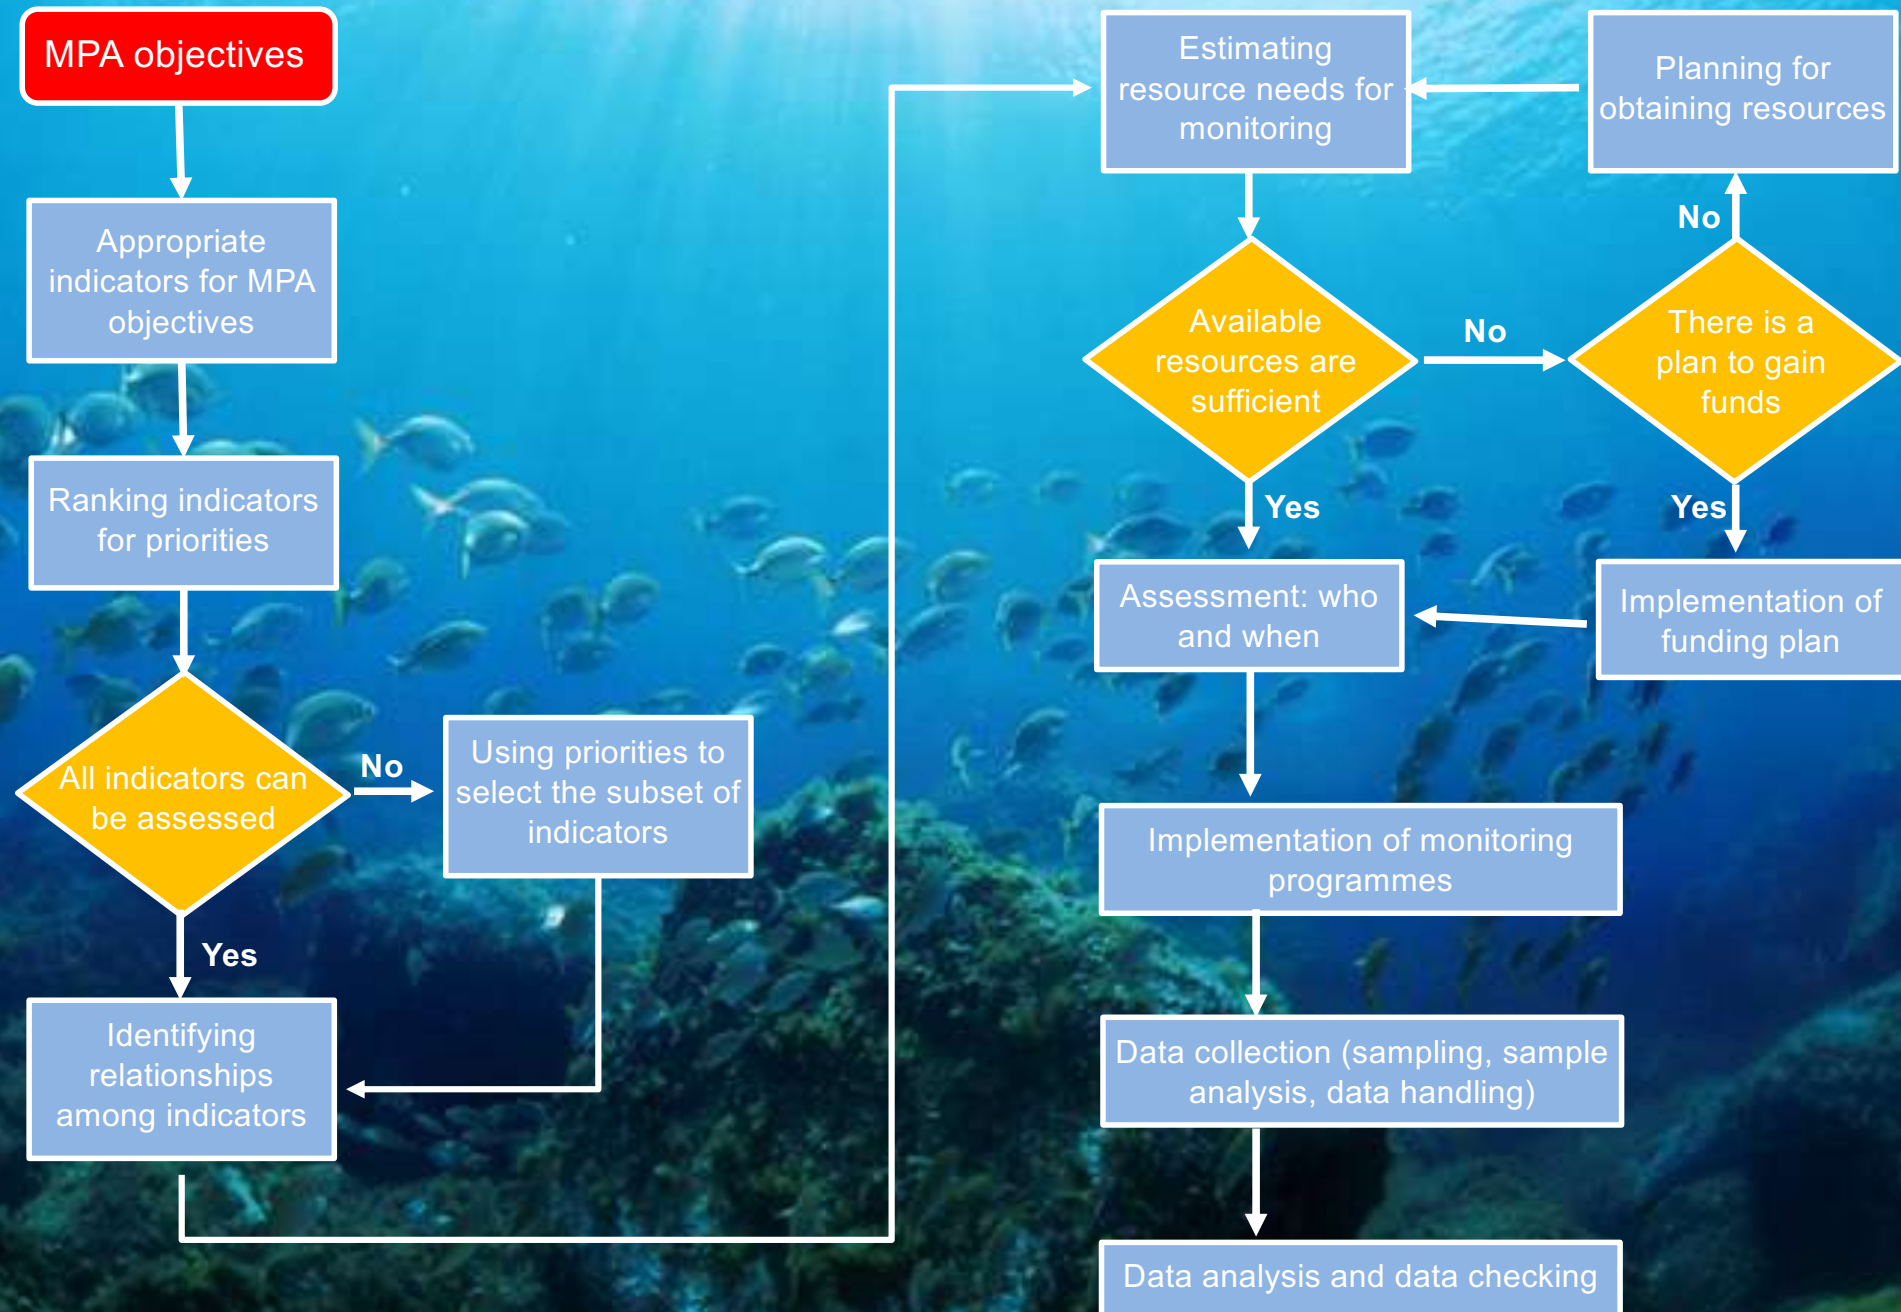 MPA objectives
Appropriate
indicators for MPA
objectives
Ranking indicators
for priorities
All indicators can
be assessed
No
Using priorities to
select the subset of
indicators
Yes
Identifying
relationships
among indicators
Estimating
resource needs for
monitoring
Planning for
obtaining resources
No
Available
resources are
sufficient
No
There is a
plan to gain
funds
Yes
Yes
Assessment: who
and when
Implementation of
funding plan
Implementation of monitoring
programmes
Data collection (sampling, sample
analysis, data handling)
Data analysis and data checking